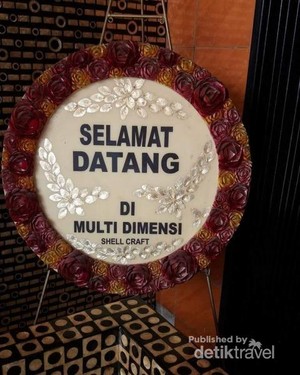 SELAMAT
DATANG
DI
MULTI DIMENSI
SHELL CRAFT
Published by
detiktravel